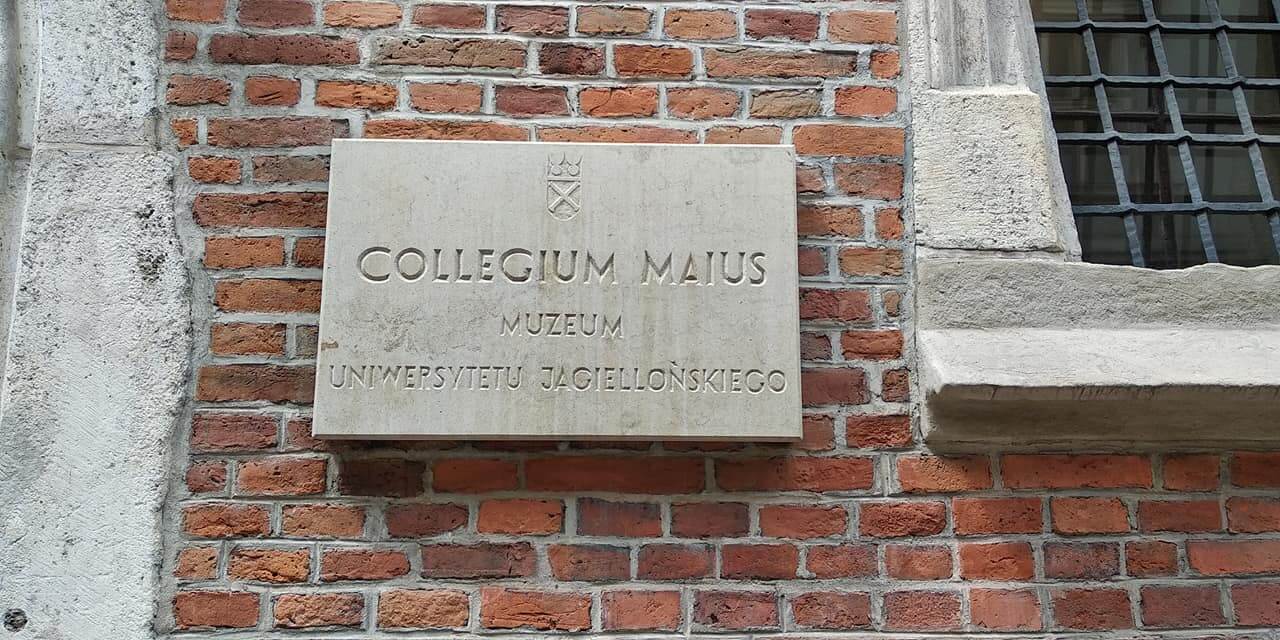 COLLEGIUM MAIUS
MUZEUM
UNIWERSYTETU JAGIELLOŃSKIEGO